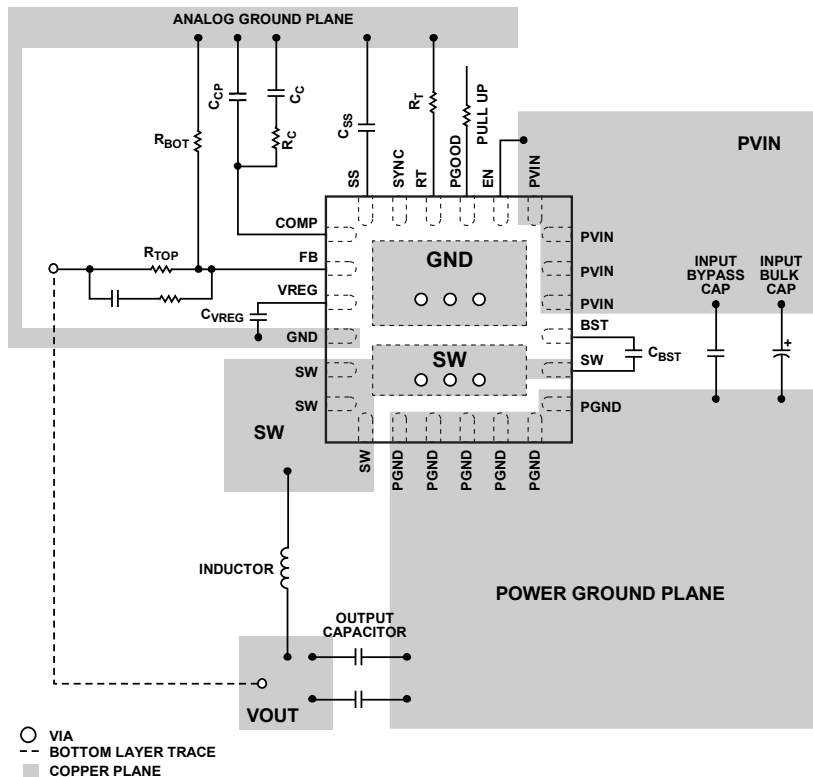 ANALOG GROUND PLANE
RBOT
CCP
CC
RC
CSS
RT
PULL UP
SS
SYNC
RT
PGOOD
EN
PVIN
PVIN
COMP
FB
VREG
GND
SW
SW
RTOP
CVREG
GND
SW
PVIN
PVIN
PVIN
BST
SW
PGND
CBST
INPUT
BYPASS
CAP
INPUT
BULK
CAP
+
SW
SW
PGND
PGND
PGND
PGND
PGND
INDUCTOR
POWER GROUND PLANE
OUTPUT
CAPACITOR
VOUT
VIA
BOTTOM LAYER TRACE
COPPER PLANE